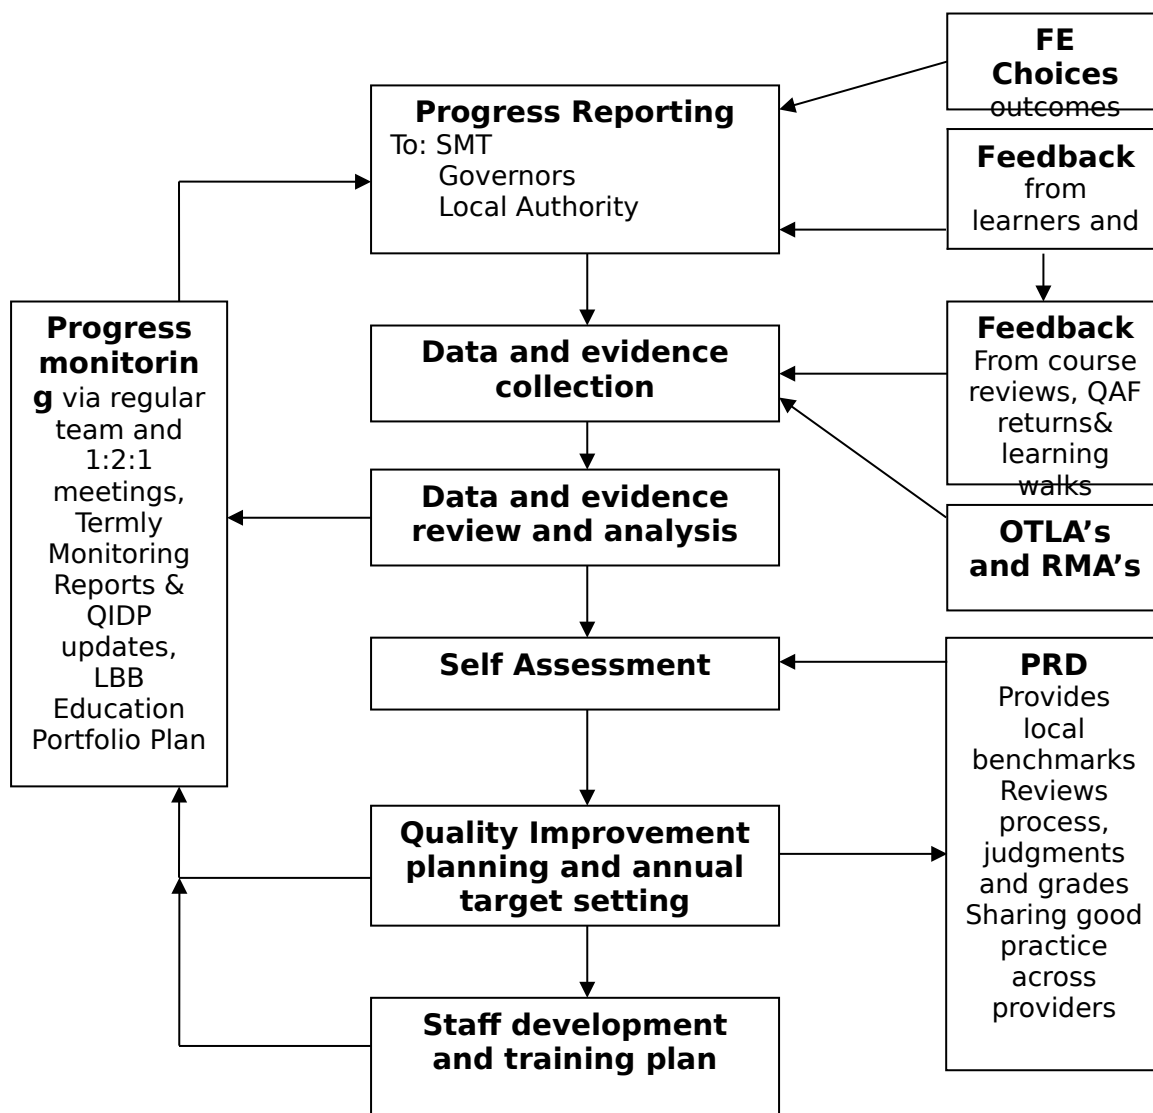 FE
Choices
outcomes
Progress Reporting
To: SMT
Governors
Local Authority
Feedback
from
learners and
Progress
monitorin
g via regular
team and
1:2:1
meetings,
Termly
Monitoring
Reports &
QIDP
updates,
LBB
Education
Portfolio Plan
Data and evidence
collection
Feedback
From course
reviews, QAF
returns&
learning
walks
Data and evidence
review and analysis
OTLA’s
and RMA’s
Self Assessment
PRD
Provides
local
benchmarks
Reviews
process,
judgments
and grades
Sharing good
practice
across
providers
Quality Improvement
planning and annual
target setting
Staff development
and training plan